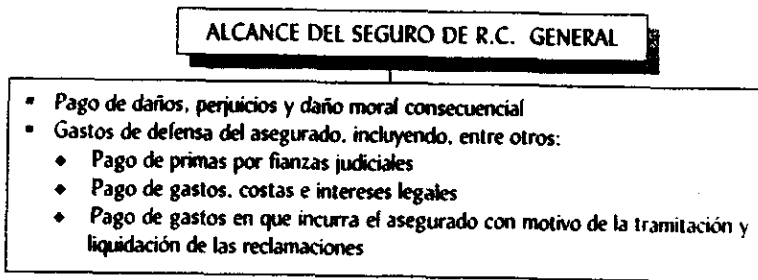 ALCANCE DEL SEGURO DE R.C. GENERAL
▪ Pago de daños, perjuicios y daño moral consecuencial
▪ Gastos de defensa del asegurado, incluyendo, entre otros:
◆ Pago de primas por fianzas judiciales
◆ Pago de gastos, costas e intereses legales
◆ Pago de gastos en que incurra el asegurado con motivo de la tramitación y
liquidación de las reclamaciones